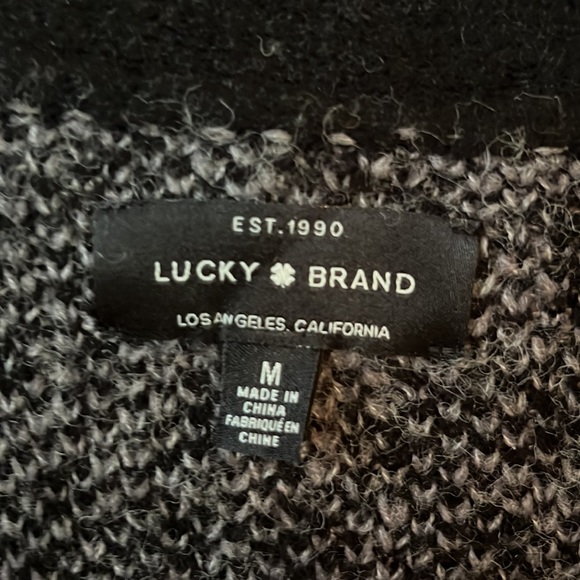 EST.1990
LUCKY BRAND
LOS ANGELES, CALIFORNIA
M
MADE IN
CHINA
FABRIQUÉ EN
CHINE